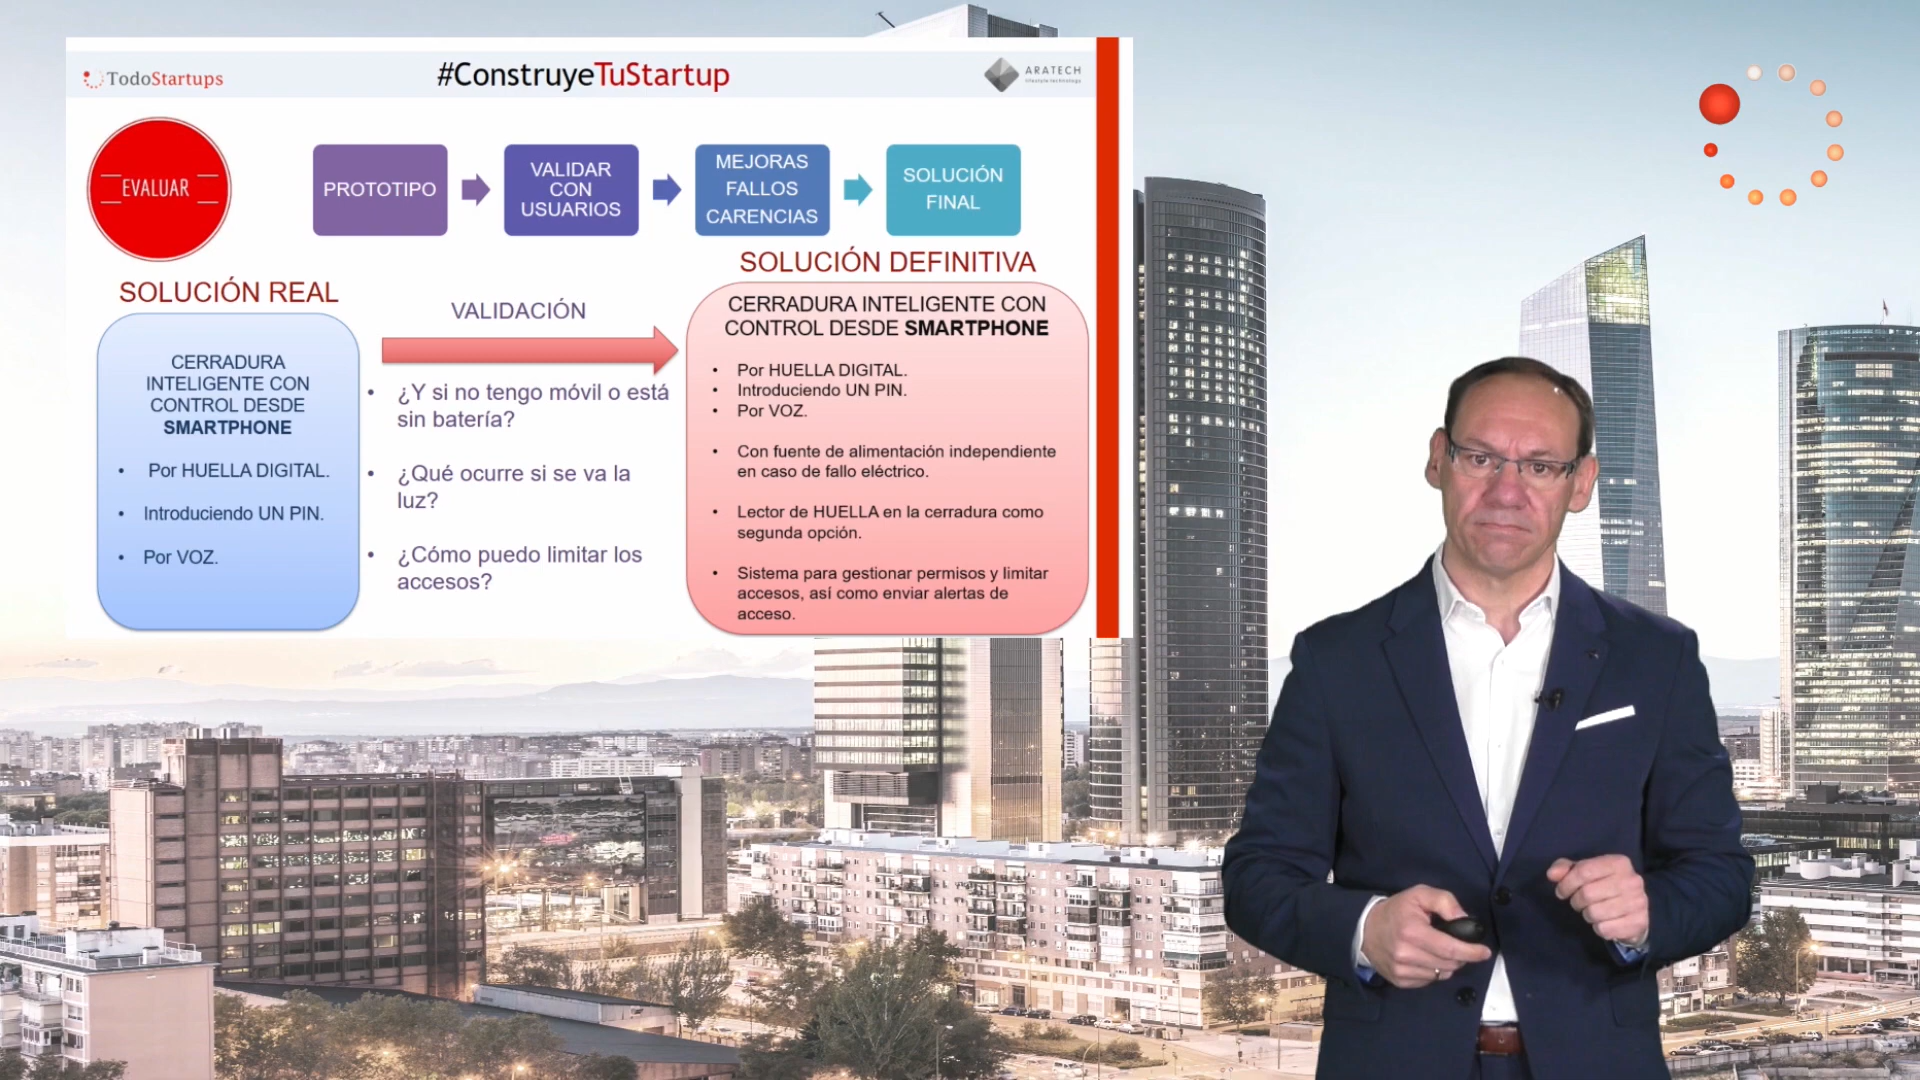 TodoStartups
#ConstruyeTuStartup
ARATECH
EVALUAR
PROTOTIPO
VALIDAR
CON
USUARIOS
MEJORAS
FALLOS
CARENCIAS
SOLUCIÓN
FINAL
SOLUCIÓN REAL
CERRADURA
INTELIGENTE CON
CONTROL DESDE
SMARTPHONE
• Por HUELLA DIGITAL.
• Introduciendo UN PIN.
• Por VOZ.
VALIDACIÓN
• ¿Y si no tengo móvil o está
sin batería?
• ¿Qué ocurre si se va la
luz?
• ¿Cómo puedo limitar los
accesos?
SOLUCIÓN DEFINITIVA
CERRADURA INTELIGENTE CON
CONTROL DESDE SMARTPHONE
• Por HUELLA DIGITAL.
• Introduciendo UN PIN.
• Por VOZ.
• Con fuente de alimentación independiente
en caso de fallo eléctrico.
• Lector de HUELLA en la cerradura como
segunda opción.
• Sistema para gestionar permisos y limitar
accesos, así como enviar alertas de
acceso.